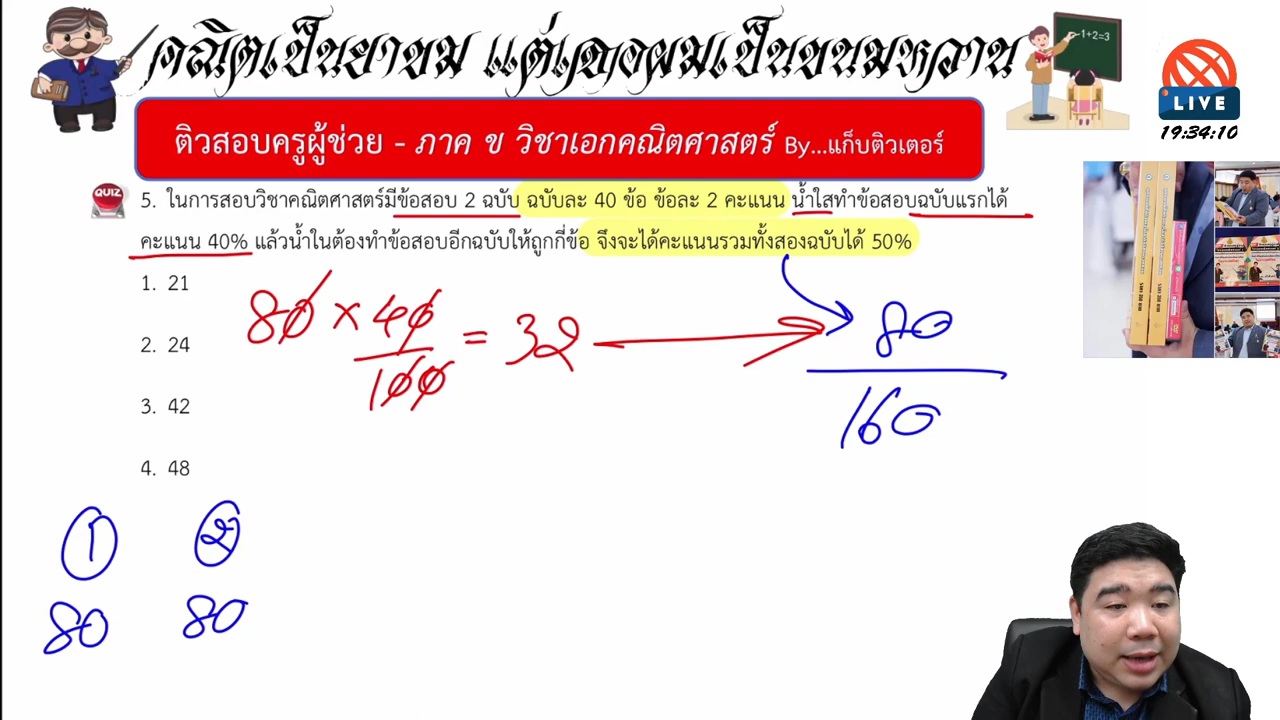 คณิตเป็นยาขม แต่เคอผมเป็นขนมหวาน
-1+2=3
LIVE
19:34:10
ติวสอบครูผู้ช่วย - ภาค ข วิชาเอกคณิตศาสตร์ By...แก็บติวเตอร์
QUIZ
5. ในการสอบวิชาคณิตศาสตร์มีข้อสอบ 2 ฉบับ ฉบับละ 40 ข้อ ข้อละ 2 คะแนน น้ำใสทำข้อสอบฉบับแรกได้
คะแนน 40% แล้วน้ำในต้องทำข้อสอบอีกฉบับให้ถูกกี่ข้อ จึงจะได้คะแนนรวมทั้งสองฉบับได้ 50%
1. 21
2. 24
3. 42
4. 48
80 × 40/100 = 32
80
160
1 2
80 80